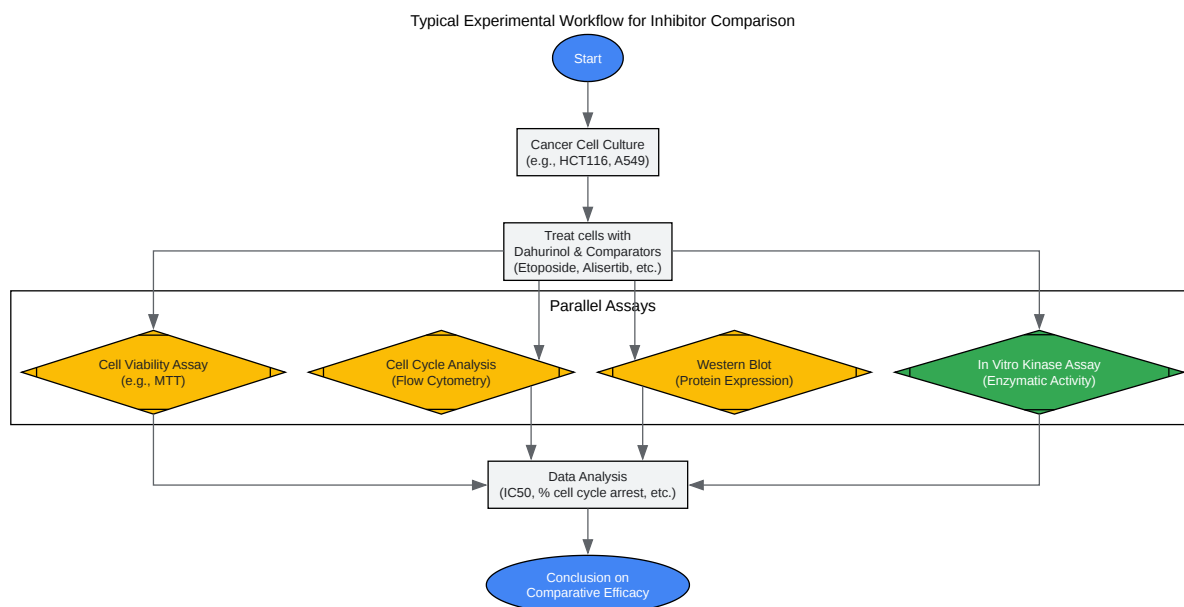 Typical Experimental Workflow for Inhibitor Comparison
Start
Cancer Cell Culture
(e.g., HCT116, A549)
Treat cells with
Dahurinol & Comparators
(Etoposide, Alisertib, etc.)
Parallel Assays
Cell Viability Assay
(e.g., MTT)
Cell Cycle Analysis
(Flow Cytometry)
Western Blot
(Protein Expression)
In Vitro Kinase Assay
(Enzymatic Activity)
Data Analysis
(IC50, % cell cycle arrest, etc.)
Conclusion on
Comparative Efficacy